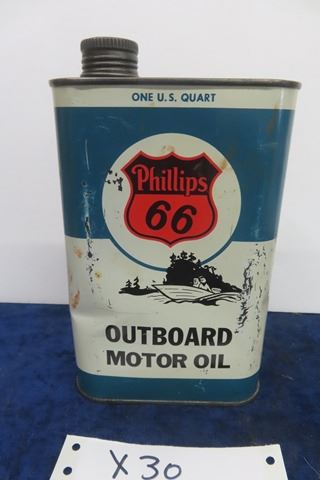 ONE U.S. QUART
Phillips
66
OUTBOARD
MOTOR OIL
X30